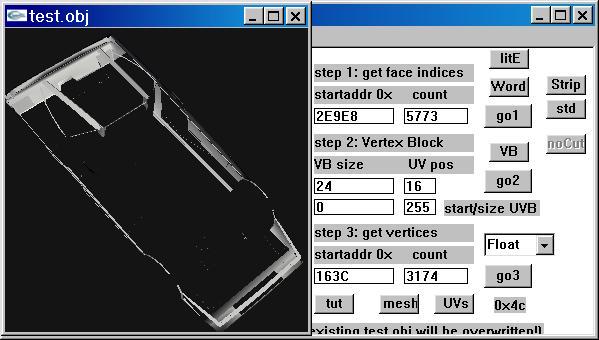 test.obj
litE
step 1: get face indices
Word
Strip
startaddr 0x count
2E9E8 5773
go1
std
step 2: Vertex Block
VB
noCut
VB size UV pos
24 16
go2
0 255 start/size UVB
step 3: get vertices
Float
startaddr 0x count
163C 3174
go3
tut mesh UVs 0x4c
existing test.obj will be overwritten!)